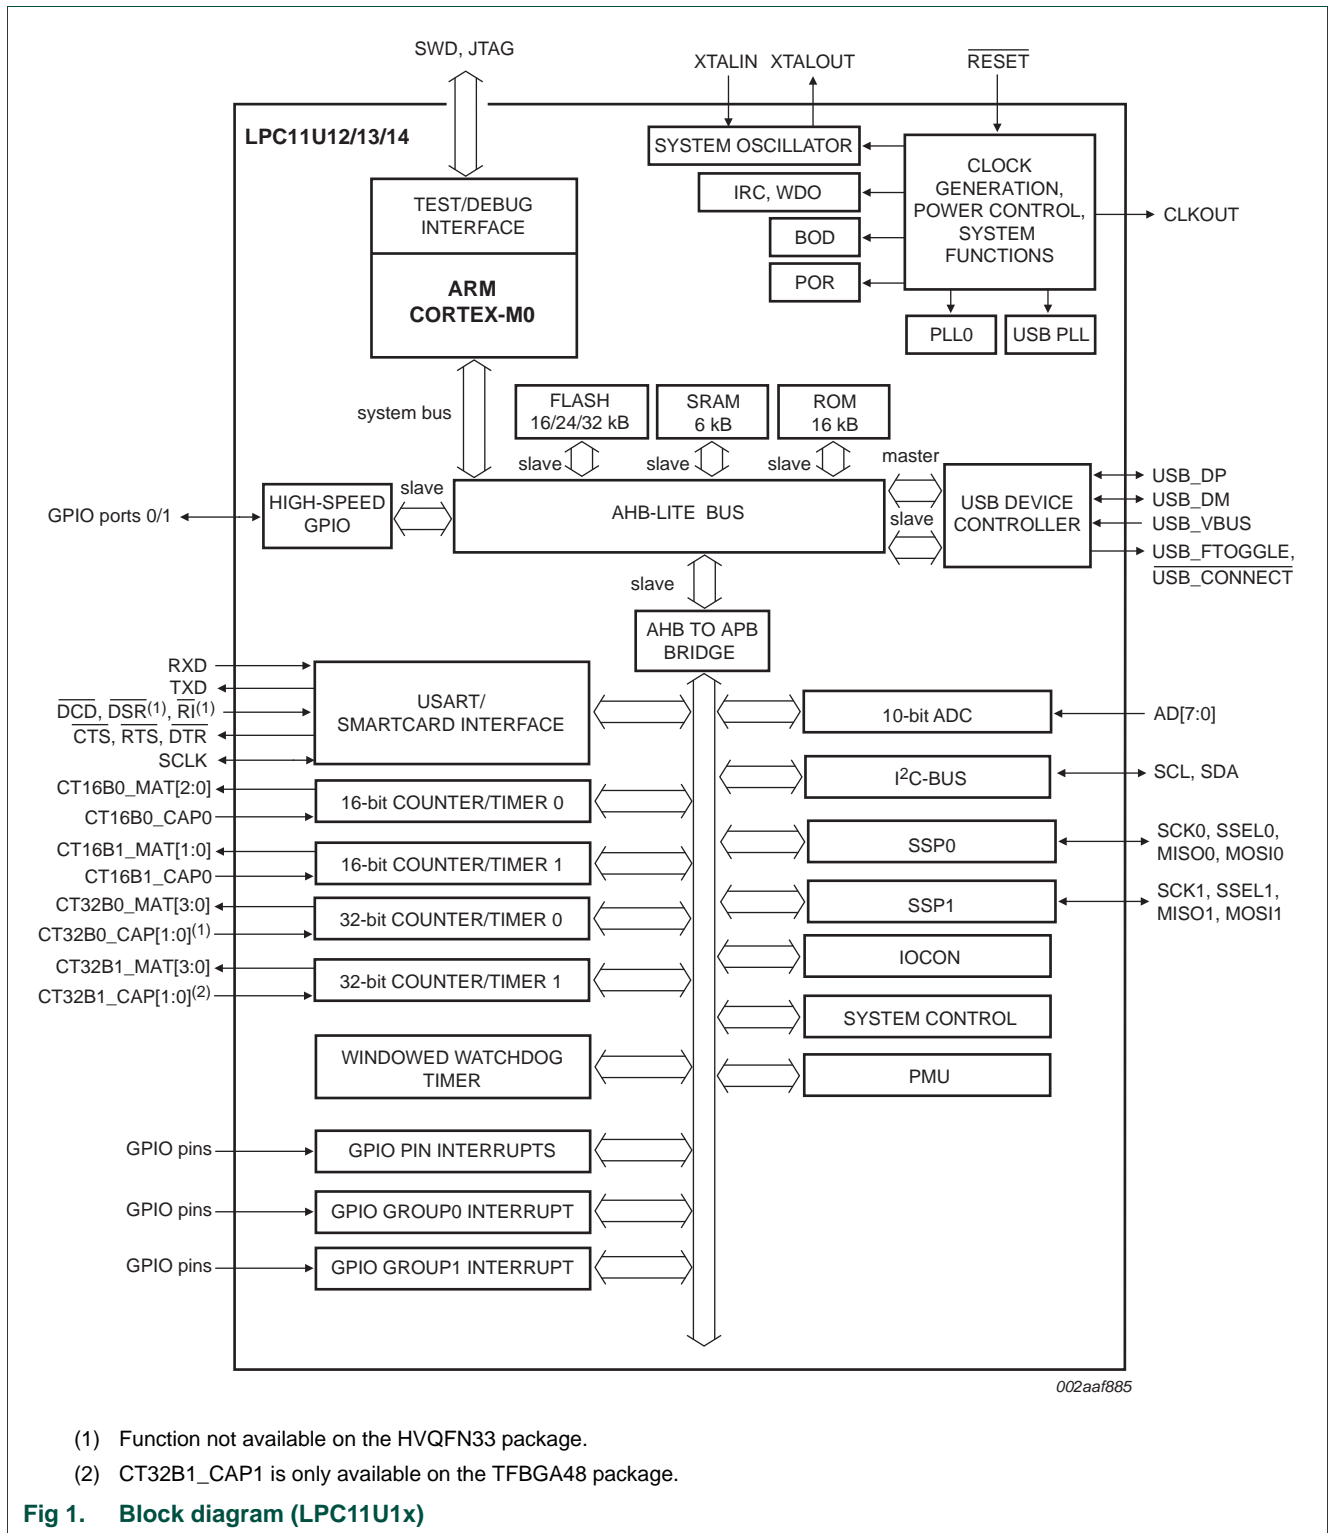 SWD, JTAG
XTALIN XTALOUT
RESET
LPC11U12/13/14
SYSTEM OSCILLATOR
CLOCK
GENERATION,
POWER CONTROL,
SYSTEM
FUNCTIONS
IRC, WDO
CLKOUT
TEST/DEBUG
INTERFACE
BOD
POR
ARM
CORTEX-M0
PLL0
USB PLL
system bus
FLASH
16/24/32 kB
SRAM
6 kB
ROM
16 kB
slave
slave
slave
master
slave
HIGH-SPEED
GPIO
GPIO ports 0/1
AHB-LITE BUS
slave
USB DEVICE
CONTROLLER
USB_DP
USB_DM
USB_VBUS
USB_FTOGGLE,
USB_CONNECT
slave
AHB TO APB
BRIDGE
RXD
TXD
DCD, DSR(1), RI(1)
CTS, RTS, DTR
SCLK
USART/
SMARTCARD INTERFACE
10-bit ADC
AD[7:0]
CT16B0_MAT[2:0]
CT16B0_CAP0
16-bit COUNTER/TIMER 0
I2C-BUS
SCL, SDA
CT16B1_MAT[1:0]
CT16B1_CAP0
16-bit COUNTER/TIMER 1
SSP0
SCK0, SSEL0,
MISO0, MOSI0
CT32B0_MAT[3:0]
CT32B0_CAP[1:0](1)
32-bit COUNTER/TIMER 0
SSP1
SCK1, SSEL1,
MISO1, MOSI1
CT32B1_MAT[3:0]
CT32B1_CAP[1:0](2)
32-bit COUNTER/TIMER 1
IOCON
SYSTEM CONTROL
WINDOWED WATCHDOG
TIMER
PMU
GPIO pins
GPIO PIN INTERRUPTS
GPIO pins
GPIO GROUP0 INTERRUPT
GPIO pins
GPIO GROUP1 INTERRUPT
002aaf885
(1) Function not available on the HVQFN33 package.
(2) CT32B1_CAP1 is only available on the TFBGA48 package.
Fig 1. Block diagram (LPC11U1x)